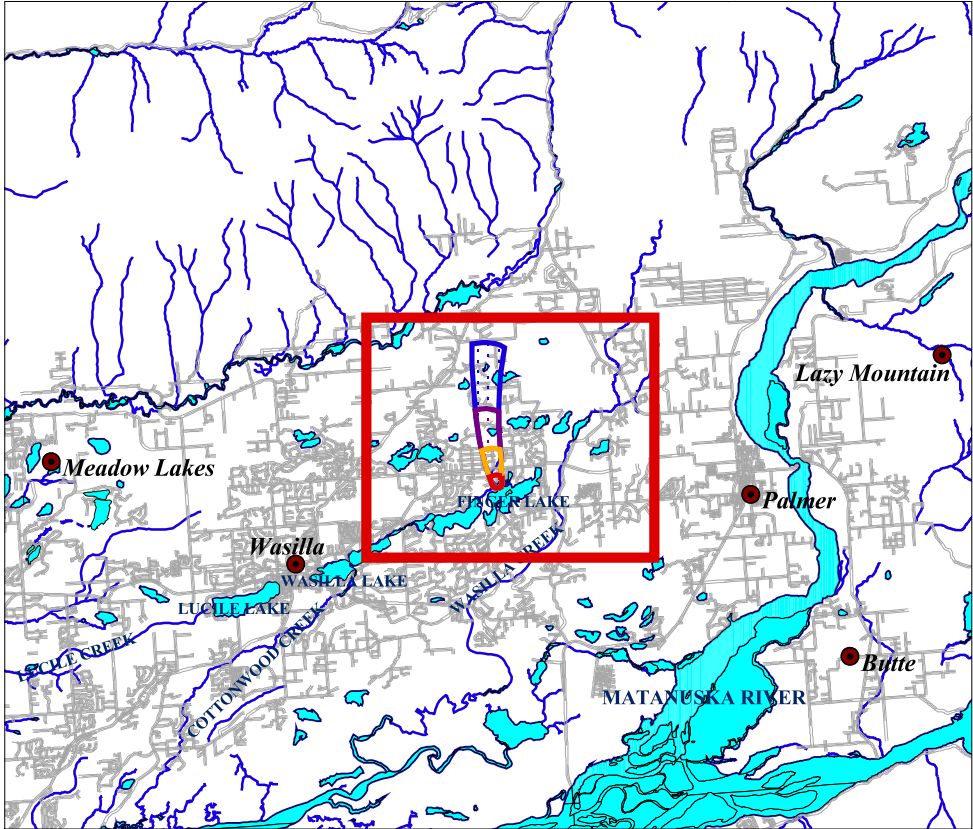 Lazy Mountain
Meadow Lakes
Palmer
FINGER LAKE
Wasilla
WASILLA LAKE
WASILLA CREEK
LUCILE LAKE
LUCILE CREEK
COTTONWOOD CREEK
Butte
MATANUSKA RIVER